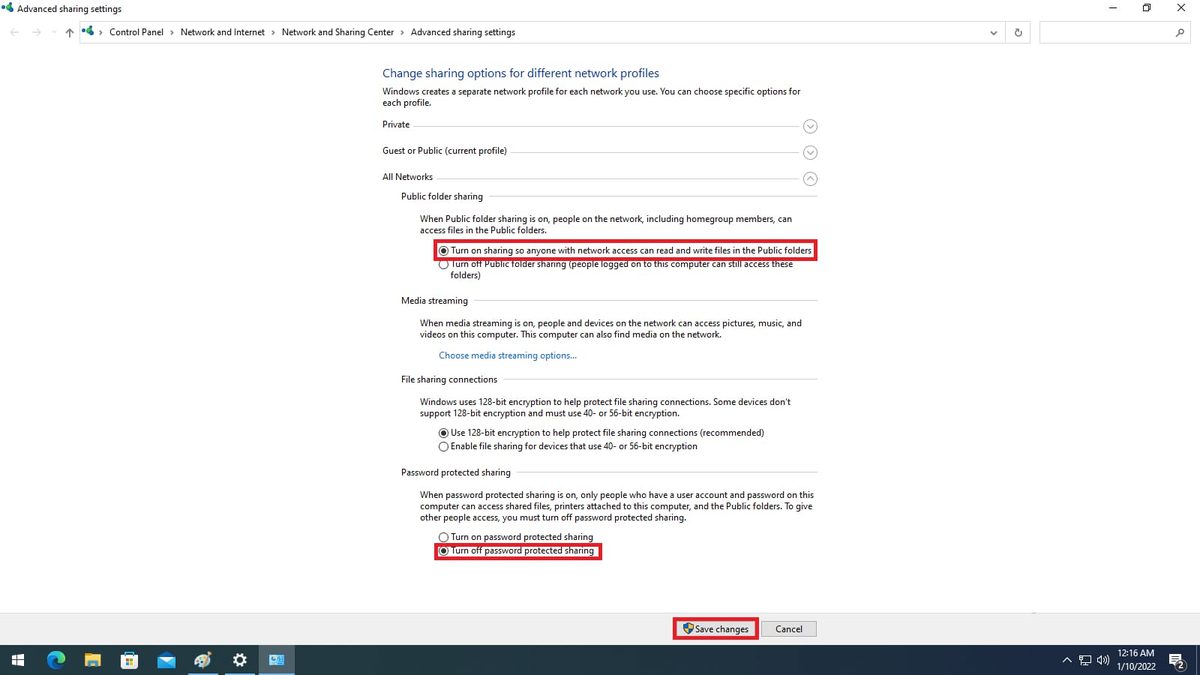 Advanced sharing settings
Control Panel > Network and Internet > Network and Sharing Center > Advanced sharing settings
Change sharing options for different network profiles
Windows creates a separate network profile for each network you use. You can choose specific options for
each profile.
Private
Guest or Public (current profile)
All Networks
Public folder sharing
When Public folder sharing is on, people on the network, including homegroup members, can
access files in the Public folders.
Turn on sharing so anyone with network access can read and write files in the Public folders
Turn off Public folder sharing (people logged on to this computer can still access these
folders)
Media streaming
When media streaming is on, people and devices on the network can access pictures, music, and
videos on this computer. This computer can also find media on the network.
Choose media streaming options...
File sharing connections
Windows uses 128-bit encryption to help protect file sharing connections. Some devices don't
support 128-bit encryption and must use 40- or 56-bit encryption.
Use 128-bit encryption to help protect file sharing connections (recommended)
Enable file sharing for devices that use 40- or 56-bit encryption
Password protected sharing
When password protected sharing is on, only people who have a user account and password on this
computer can access shared files, printers attached to this computer, and the Public folders. To give
other people access, you must turn off password protected sharing.
Turn on password protected sharing
Turn off password protected sharing
Save changes
Cancel
12:16 AM
1/10/2022
2